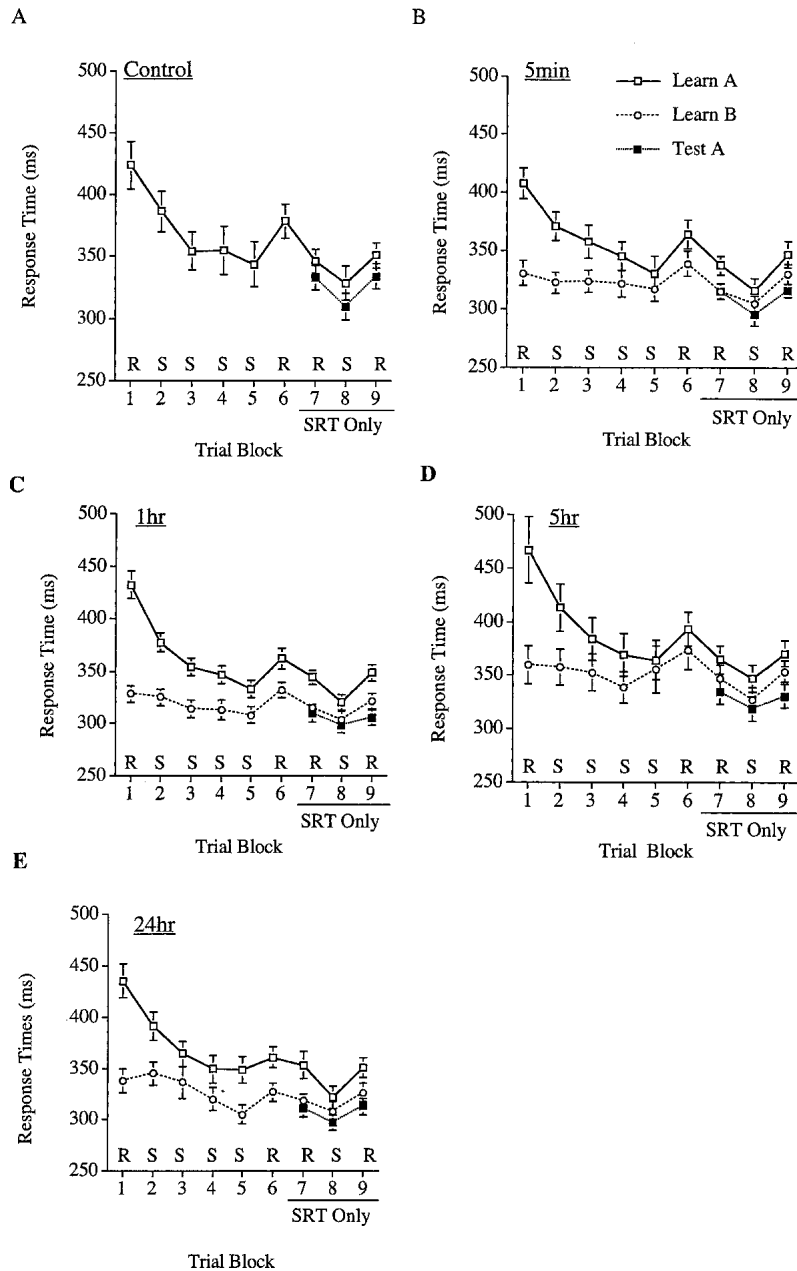 A
Control
500
450
400
350
300
250
Response Time (ms)
R S S S S R R S R
1 2 3 4 5 6 7 8 9
SRT Only
Trial Block
B
5min
Learn A
Learn B
Test A
500
450
400
350
300
250
Response Time (ms)
R S S S S R R S R
1 2 3 4 5 6 7 8 9
SRT Only
Trial Block
C
1hr
500
450
400
350
300
250
Response Time (ms)
R S S S S R R S R
1 2 3 4 5 6 7 8 9
SRT Only
Trial Block
D
5hr
500
450
400
350
300
250
Response Time (ms)
R S S S S R R S R
1 2 3 4 5 6 7 8 9
SRT Only
Trial Block
E
24hr
500
450
400
350
300
250
Response Times (ms)
R S S S S R R S R
1 2 3 4 5 6 7 8 9
SRT Only
Trial Block